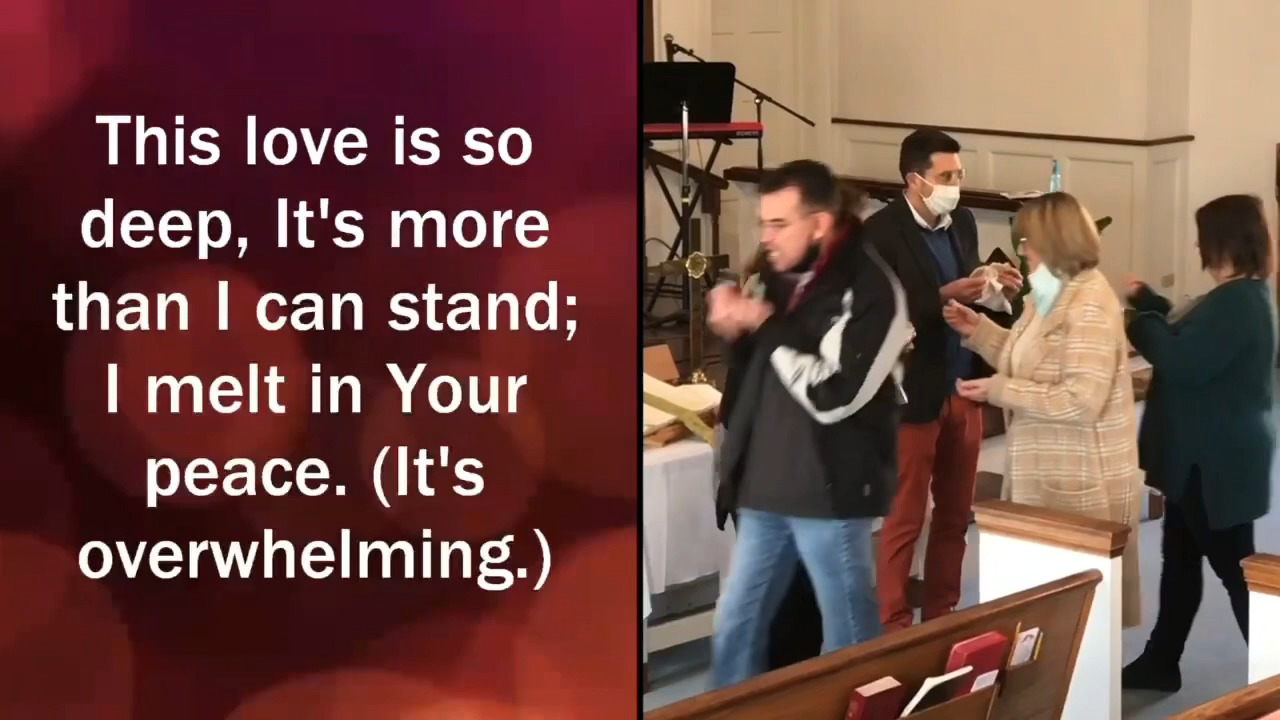 This love is so
deep, It's more
than I can stand;
I melt in Your
peace. (It's
overwhelming.)